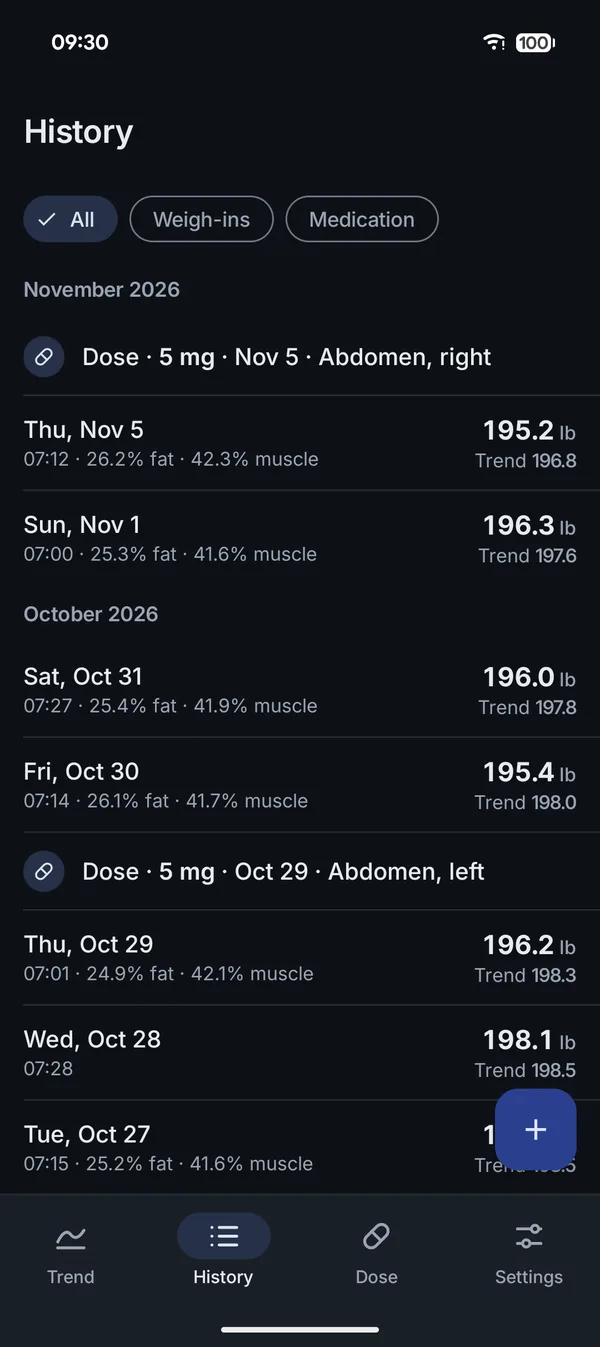 09:30
100
History
All
Weigh-ins
Medication
November 2026
Dose · 5 mg · Nov 5 · Abdomen, right
Thu, Nov 5
195.2 lb
07:12 · 26.2% fat · 42.3% muscle
Trend 196.8
Sun, Nov 1
196.3 lb
07:00 · 25.3% fat · 41.6% muscle
Trend 197.6
October 2026
Sat, Oct 31
196.0 lb
07:27 · 25.4% fat · 41.9% muscle
Trend 197.8
Fri, Oct 30
195.4 lb
07:14 · 26.1% fat · 41.7% muscle
Trend 198.0
Dose · 5 mg · Oct 29 · Abdomen, left
Thu, Oct 29
196.2 lb
07:01 · 24.9% fat · 42.1% muscle
Trend 198.3
Wed, Oct 28
198.1 lb
07:28
Trend 198.5
Tue, Oct 27
07:15 · 25.2% fat · 41.6% muscle
Trend
History
Dose
Settings